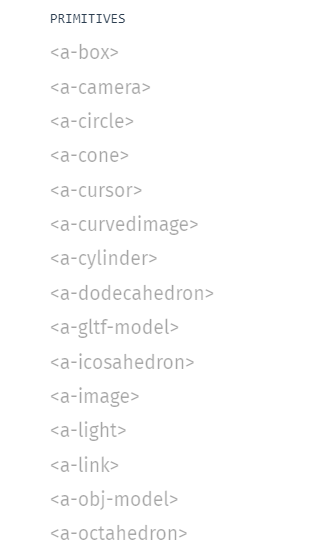 PRIMITIVES
<a-box>
<a-camera>
<a-circle>
<a-cone>
<a-cursor>
<a-curvedimage>
<a-cylinder>
<a-dodecahedron>
<a-gltf-model>
<a-icosahedron>
<a-image>
<a-light>
<a-link>
<a-obj-model>
<a-octahedron>